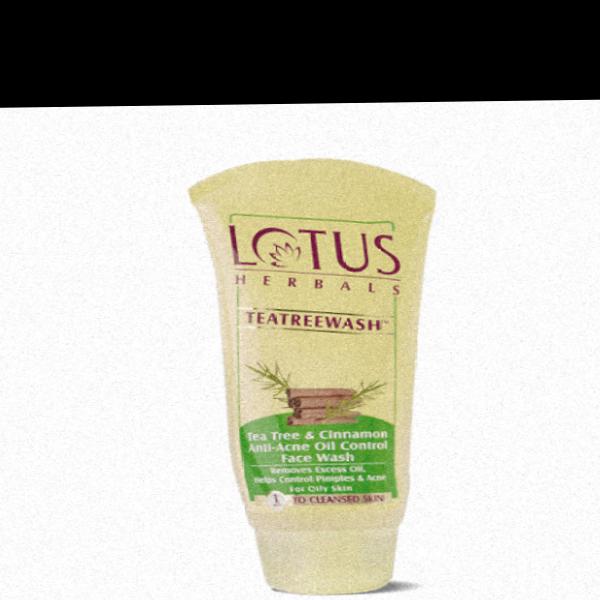 LOTUS
HERBALS
TEATREEWASH™
Tea Tree & Cinnamon
Anti-Acne Oil Control
Face Wash
Removes Excess Oil,
Helps Control Pimples & Acne
For Oily Skin
1 TO CLEANSED SKIN